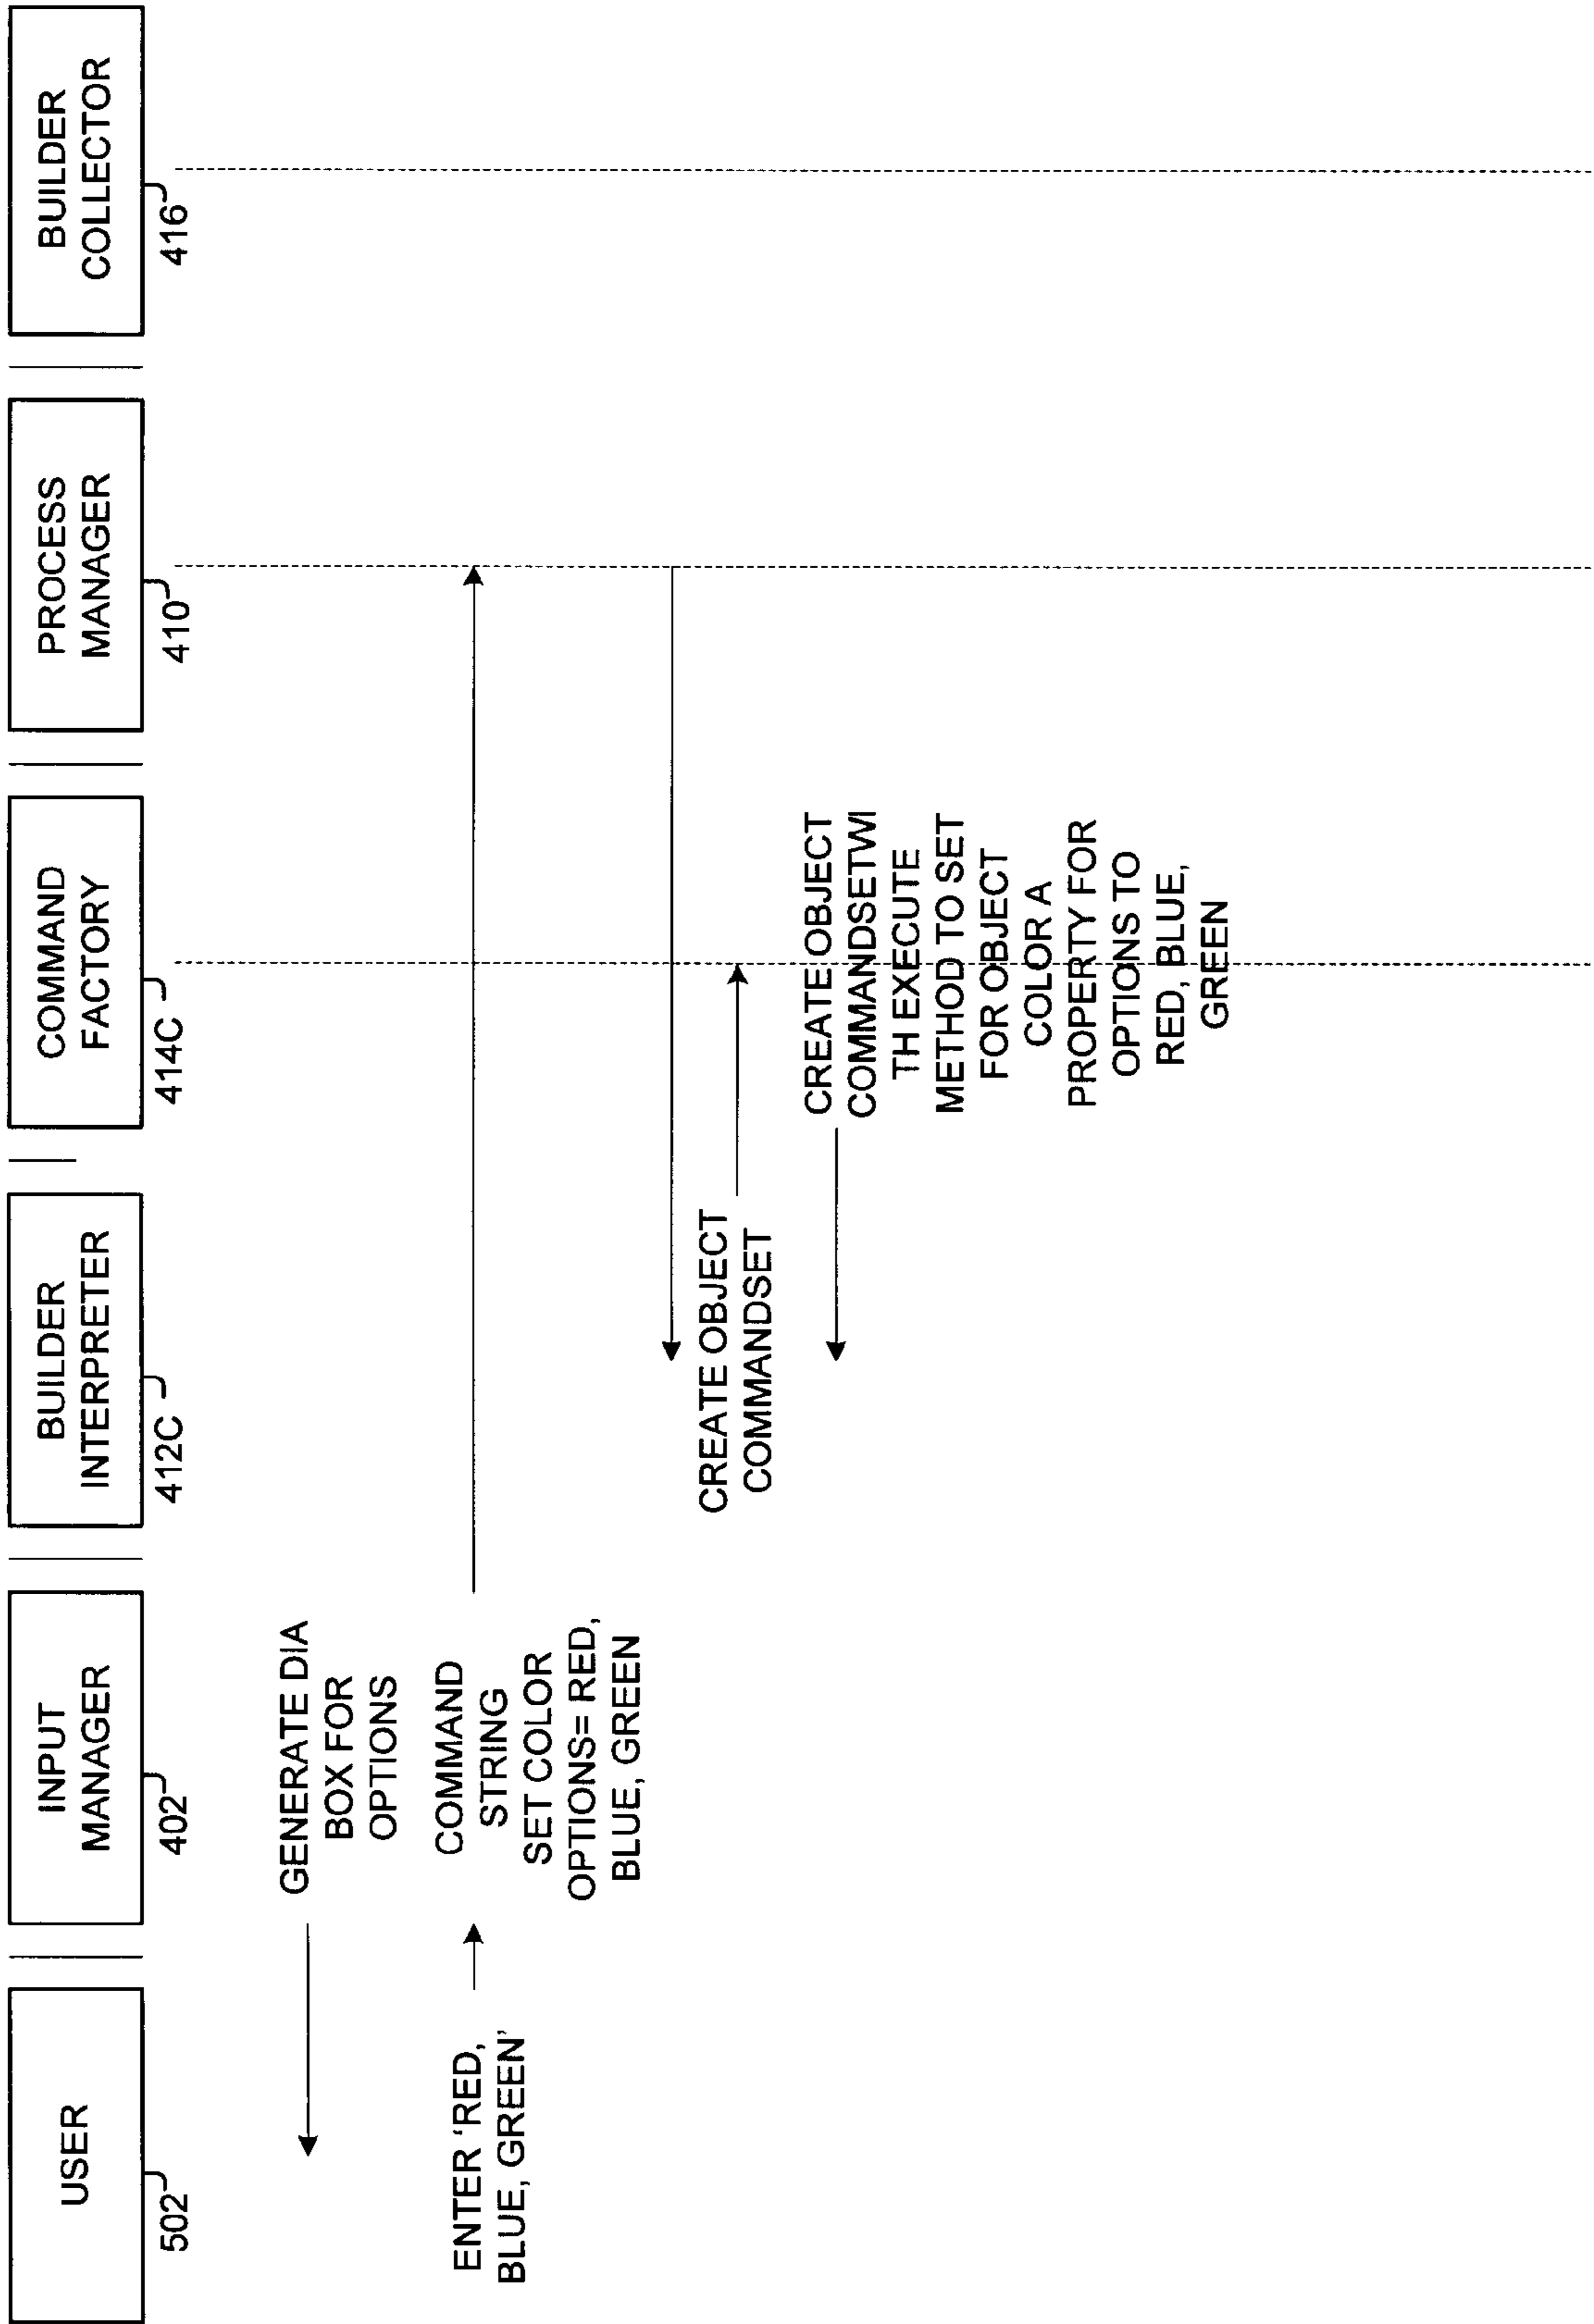 USER
502
INPUT
MANAGER
402
BUILDER
INTERPRETER
412C
COMMAND
FACTORY
414C
PROCESS
MANAGER
410
BUILDER
COLLECTOR
416
GENERATE DIA
BOX FOR
OPTIONS
ENTER ‘RED,
BLUE, GREEN’
COMMAND
STRING
SET COLOR
OPTIONS= RED,
BLUE, GREEN
CREATE OBJECT
COMMANDSET
CREATE OBJECT
COMMANDSETWI
TH EXECUTE
METHOD TO SET
FOR OBJECT
COLOR A
PROPERTY FOR
OPTIONS TO
RED, BLUE,
GREEN